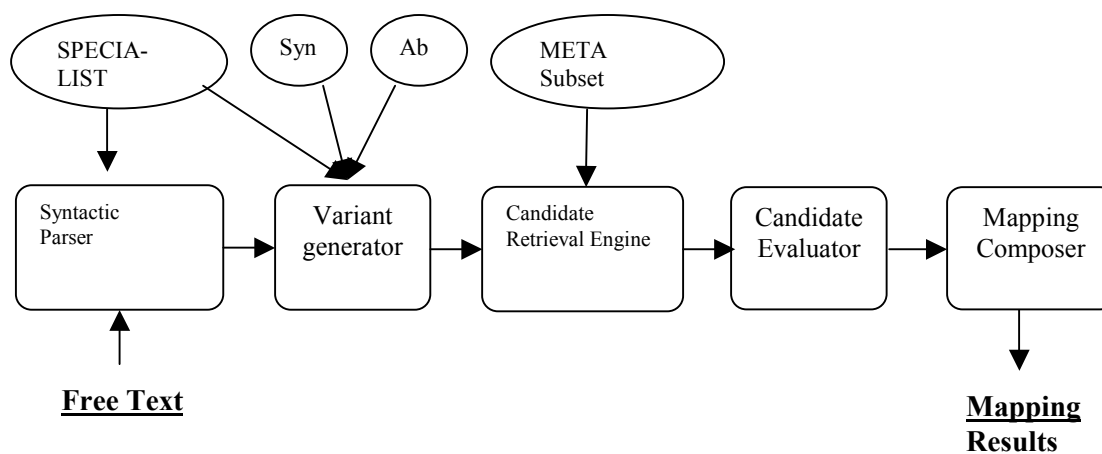 SPECIA-
LIST
Syn
Ab
META
Subset
Syntactic
Parser
Variant
generator
Candidate
Retrieval Engine
Candidate
Evaluator
Mapping
Composer
Free Text
Mapping
Results